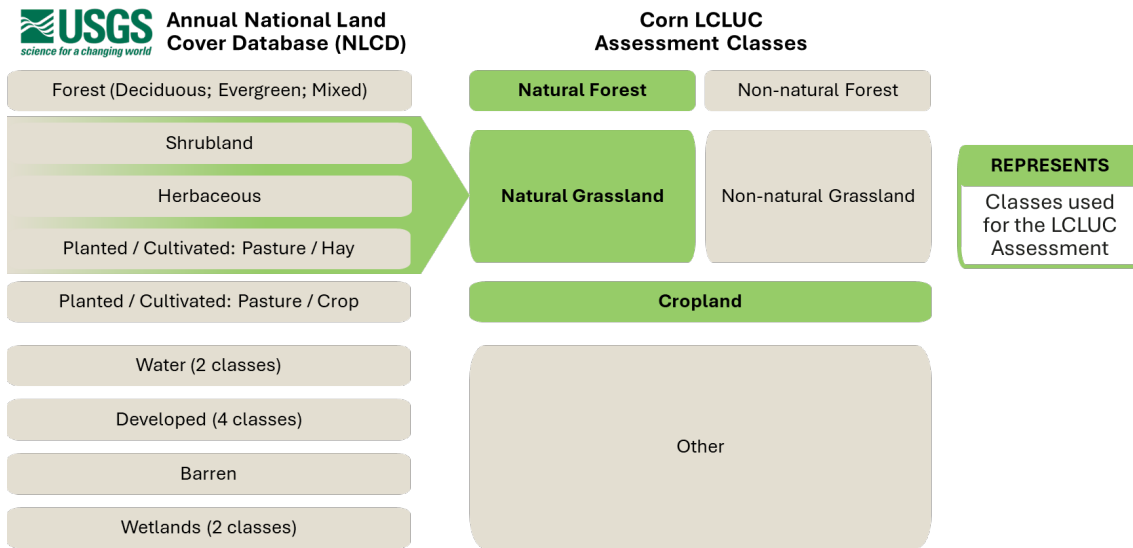 USGS
science for a changing world
Annual National Land
Cover Database (NLCD)
Corn LCLUC
Assessment Classes
Forest (Deciduous; Evergreen; Mixed)
Natural Forest
Non-natural Forest
Shrubland
Herbaceous
Planted / Cultivated: Pasture / Hay
Natural Grassland
Non-natural Grassland
REPRESENTS
Classes used
for the LCLUC
Assessment
Planted / Cultivated: Pasture / Crop
Cropland
Water (2 classes)
Developed (4 classes)
Barren
Wetlands (2 classes)
Other